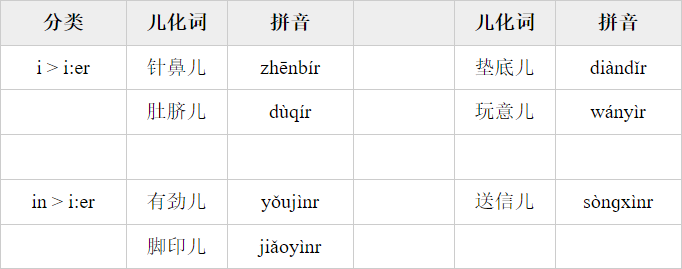 分类 儿化词 拼音 儿化词 拼音
i > i:er 针鼻儿 zhēnbír 垫底儿 diàndǐr
肚脐儿 dùqír 玩意儿 wányìr
in > i:er 有劲儿 yǒujìnr 送信儿 sòngxìnr
脚印儿 jiǎoyìnr